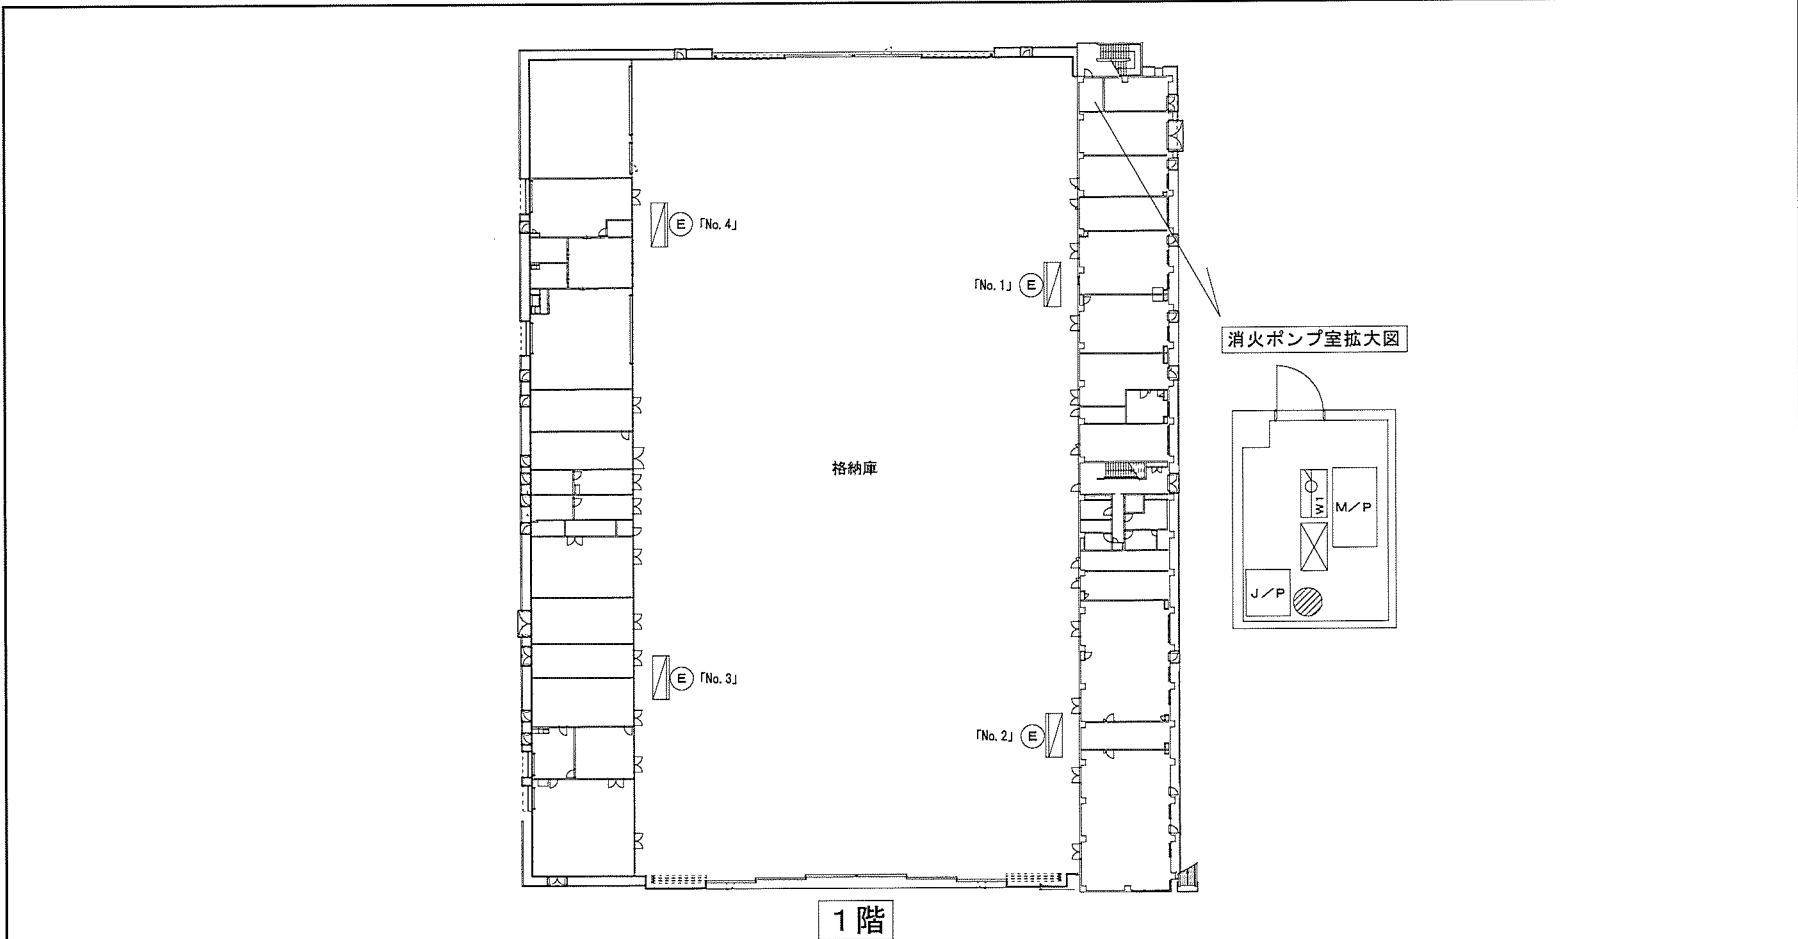 E 「No. 4」
「No. 1」 E
消火ポンプ室拡大図
格納庫
W1
M/P
J/P
E 「No. 3」
「No. 2」 E
1階